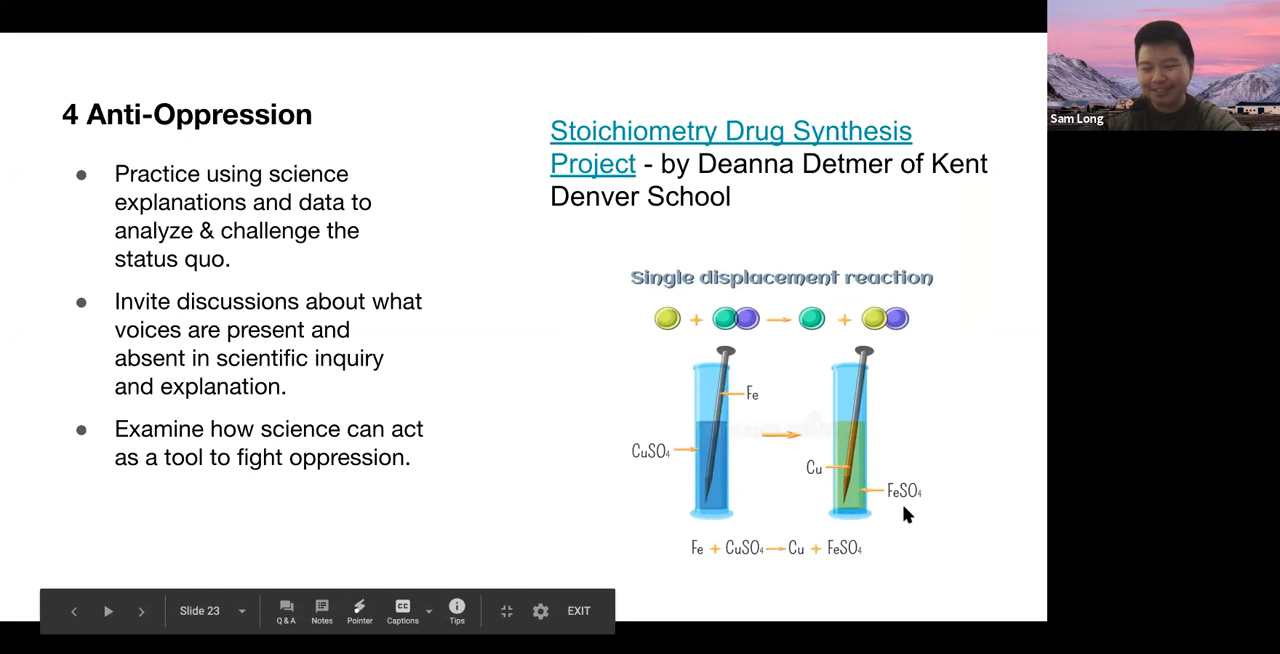 4 Anti-Oppression
● Practice using science
explanations and data to
analyze & challenge the
status quo.
● Invite discussions about what
voices are present and
absent in scientific inquiry
and explanation.
● Examine how science can act
as a tool to fight oppression.
Stoichiometry Drug Synthesis
Project - by Deanna Detmer of Kent
Denver School
Single displacement reaction
+ → +
Fe
CuSO₄
Cu
FeSO₄
Fe + CuSO₄ → Cu + FeSO₄
Sam Long
Slide 23
Q & A
Notes
Pointer
CC
Captions
Tips
EXIT